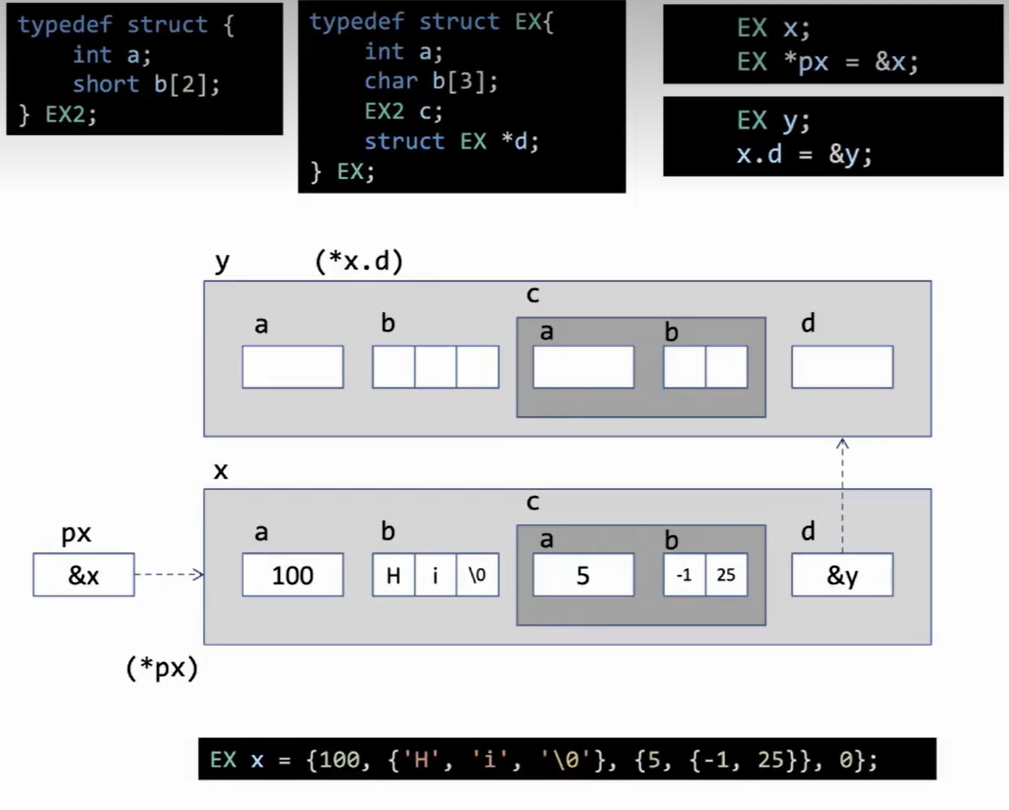 typedef struct {
    int a;
    short b[2];
} EX2;
typedef struct EX{
    int a;
    char b[3];
    EX2 c;
    struct EX *d;
} EX;
EX x;
EX *px = &x;
EX y;
x.d = &y;
y (*x.d)
c
a b a b d
x
c
px a b a b d
&x 100 H i \0 5 -1 25 &y
(*px)
EX x = {100, {'H', 'i', '\0'}, {5, {-1, 25}}, 0};